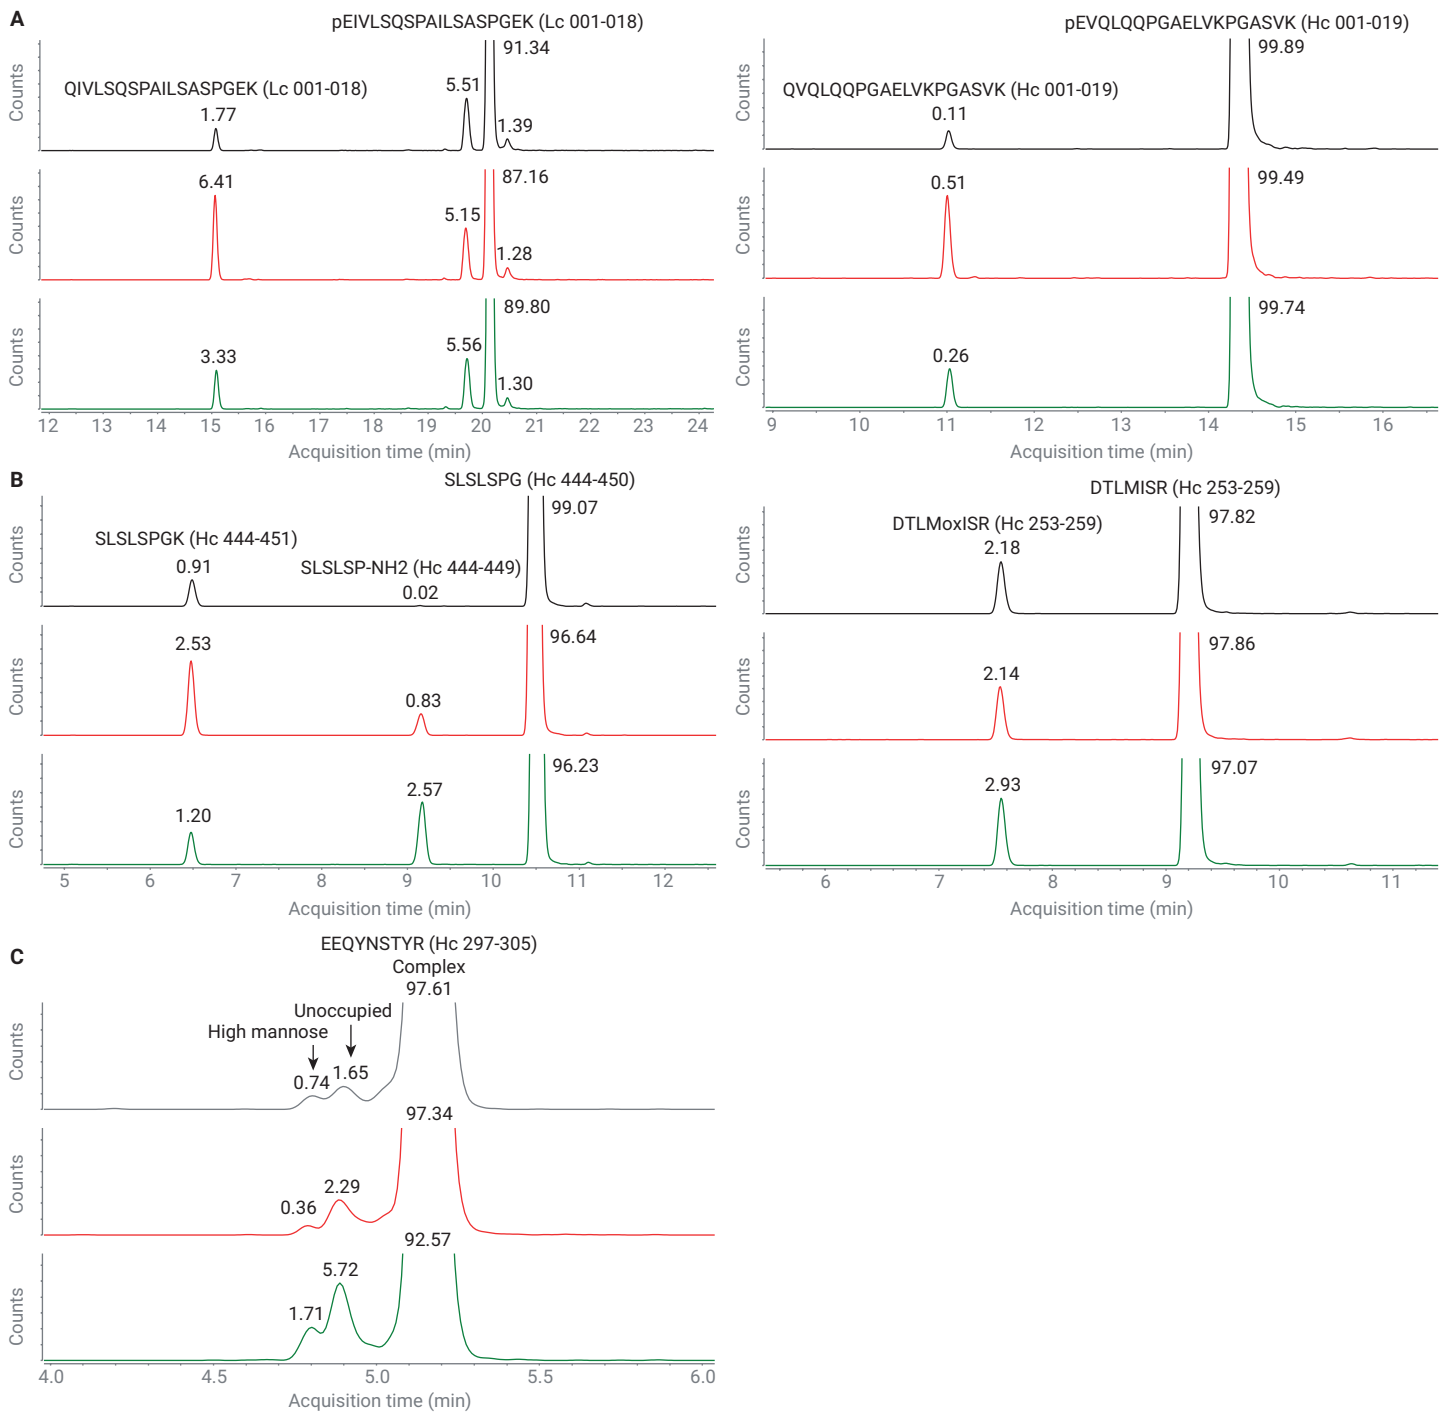 A
pEIVLSQSPAILSASPGEK (Lc 001-018)
QIVLSQSPAILSASPGEK (Lc 001-018)
Counts
1.77
5.51
91.34
1.39
Counts
6.41
5.15
87.16
1.28
Counts
3.33
5.56
89.80
1.30
12 13 14 15 16 17 18 19 20 21 22 23 24
Acquisition time (min)
pEVQLQQPGAELVKPGASVK (Hc 001-019)
QVQLQQPGAELVKPGASVK (Hc 001-019)
Counts
0.11
99.89
Counts
0.51
99.49
Counts
0.26
99.74
9 10 11 12 13 14 15 16
Acquisition time (min)
B
SLSLSPG (Hc 444-450)
SLSLSPGK (Hc 444-451)
SLSLSP-NH2 (Hc 444-449)
Counts
0.91
0.02
99.07
Counts
2.53
0.83
96.64
Counts
1.20
2.57
96.23
5 6 7 8 9 10 11 12
Acquisition time (min)
DTLMISR (Hc 253-259)
DTLMoxISR (Hc 253-259)
Counts
2.18
97.82
Counts
2.14
97.86
Counts
2.93
97.07
6 7 8 9 10 11
Acquisition time (min)
C
EEQYNSTYR (Hc 297-305)
Complex
97.61
Unoccupied
High mannose
Counts
0.74
1.65
97.34
Counts
0.36
2.29
92.57
Counts
1.71
5.72
4.0 4.5 5.0 5.5 6.0
Acquisition time (min)